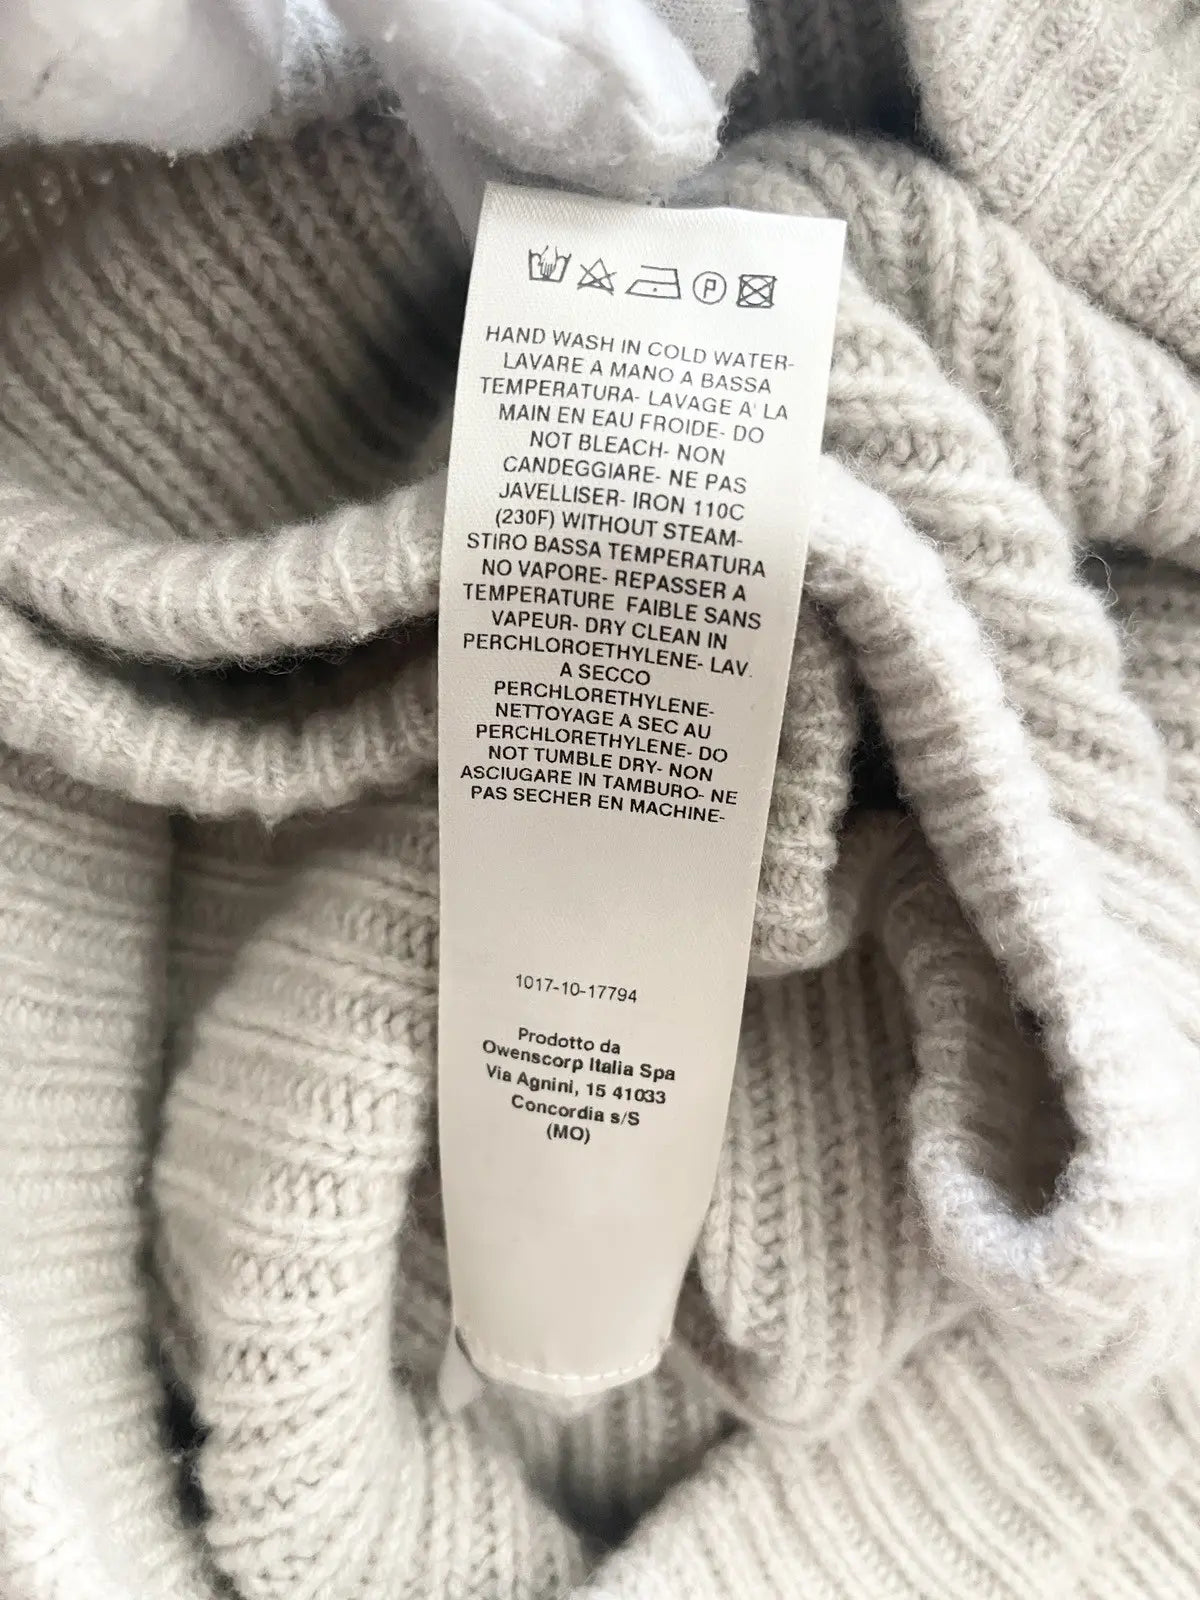 P
HAND WASH IN COLD WATER-
LAVARE A MANO A BASSA
TEMPERATURA- LAVAGE A' LA
MAIN EN EAU FROIDE- DO
NOT BLEACH- NON
CANDEGGIARE- NE PAS
JAVELLISER- IRON 110C
(230F) WITHOUT STEAM-
STIRO BASSA TEMPERATURA
NO VAPORE- REPASSER A
TEMPERATURE FAIBLE SANS
VAPEUR- DRY CLEAN IN
PERCHLOROETHYLENE- LAV.
A SECCO
PERCHLORETHYLENE-
NETTOYAGE A SEC AU
PERCHLORETHYLENE- DO
NOT TUMBLE DRY- NON
ASCIUGARE IN TAMBURO- NE
PAS SECHER EN MACHINE-
1017-10-17794
Prodotto da
Owenscorp Italia Spa
Via Agnini, 15 41033
Concordia s/S
(MO)